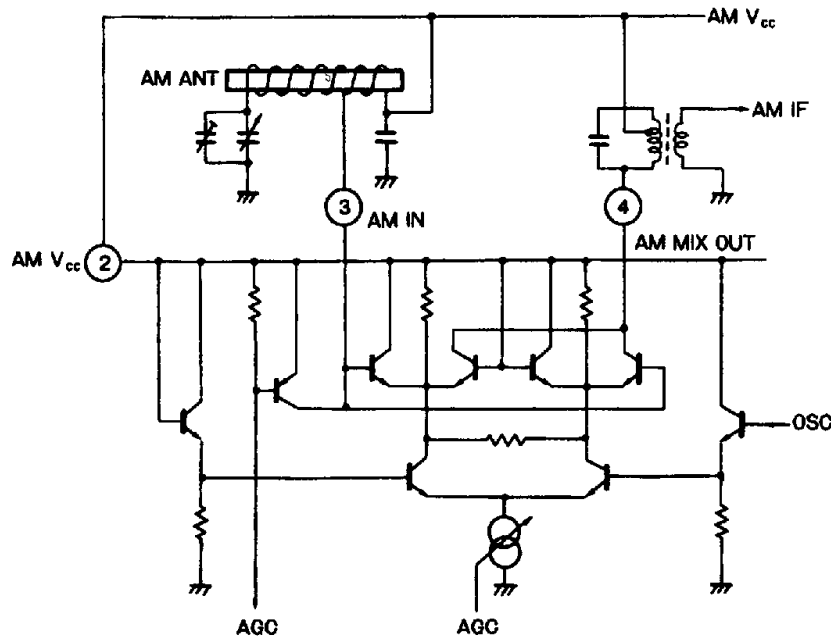 AM Vcc
AM ANT
AM IF
3
AM IN
4
AM MIX OUT
AM Vcc 2
OSC
AGC
AGC